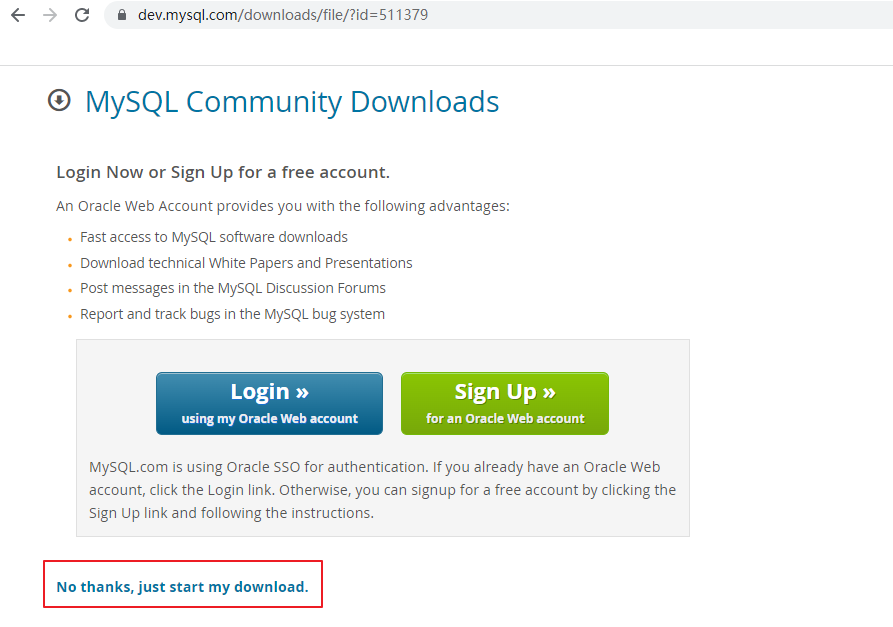 dev.mysql.com/downloads/file/?id=511379
MySQL Community Downloads
Login Now or Sign Up for a free account.
An Oracle Web Account provides you with the following advantages:
Fast access to MySQL software downloads
Download technical White Papers and Presentations
Post messages in the MySQL Discussion Forums
Report and track bugs in the MySQL bug system
Login »
using my Oracle Web account
Sign Up »
for an Oracle Web account
MySQL.com is using Oracle SSO for authentication. If you already have an Oracle Web
account, click the Login link. Otherwise, you can signup for a free account by clicking the
Sign Up link and following the instructions.
No thanks, just start my download.